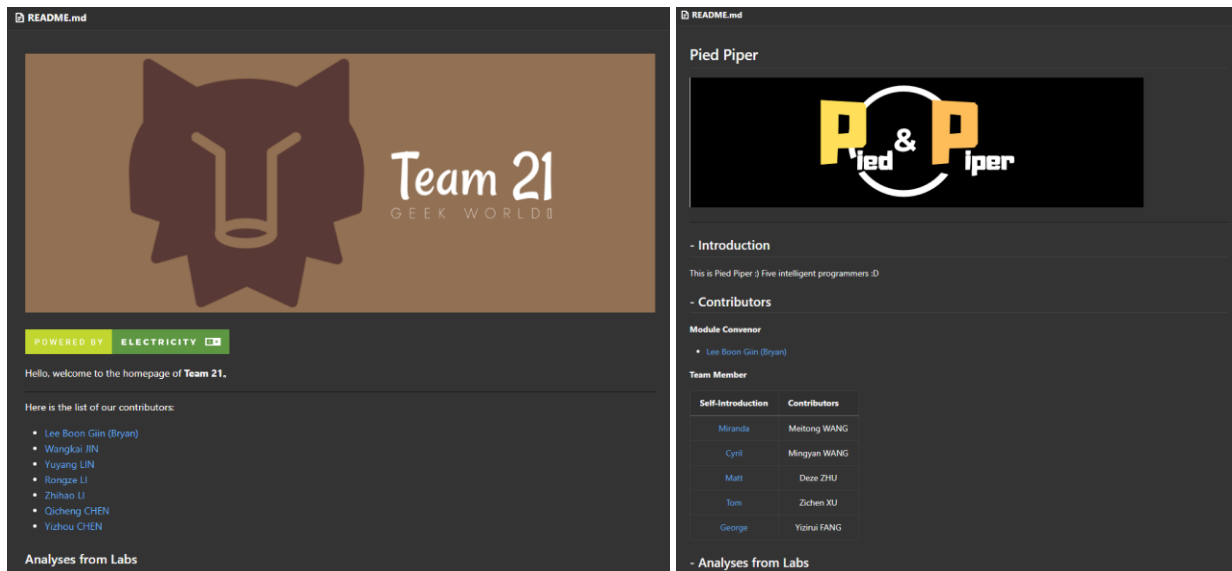 README.md
Team 21
GEEK WORLD
POWERED BY ELECTRICITY
Hello, welcome to the homepage of Team 21。
Here is the list of our contributors:
Lee Boon Giin (Bryan)
Wangkai JIN
Yuyang LIN
Rongze LI
Zhihao LI
Qicheng CHEN
Yizhou CHEN
Analyses from Labs
README.md
Pied Piper
Pied & Piper
- Introduction
This is Pied Piper :) Five intelligent programmers :D
- Contributors
Module Convenor
Lee Boon Giin (Bryan)
Team Member
Self-Introduction Contributors
Miranda Meitong WANG
Cyril Mingyan WANG
Matt Deze ZHU
Tom Zichen XU
George Yizirui FANG
- Analyses from Labs